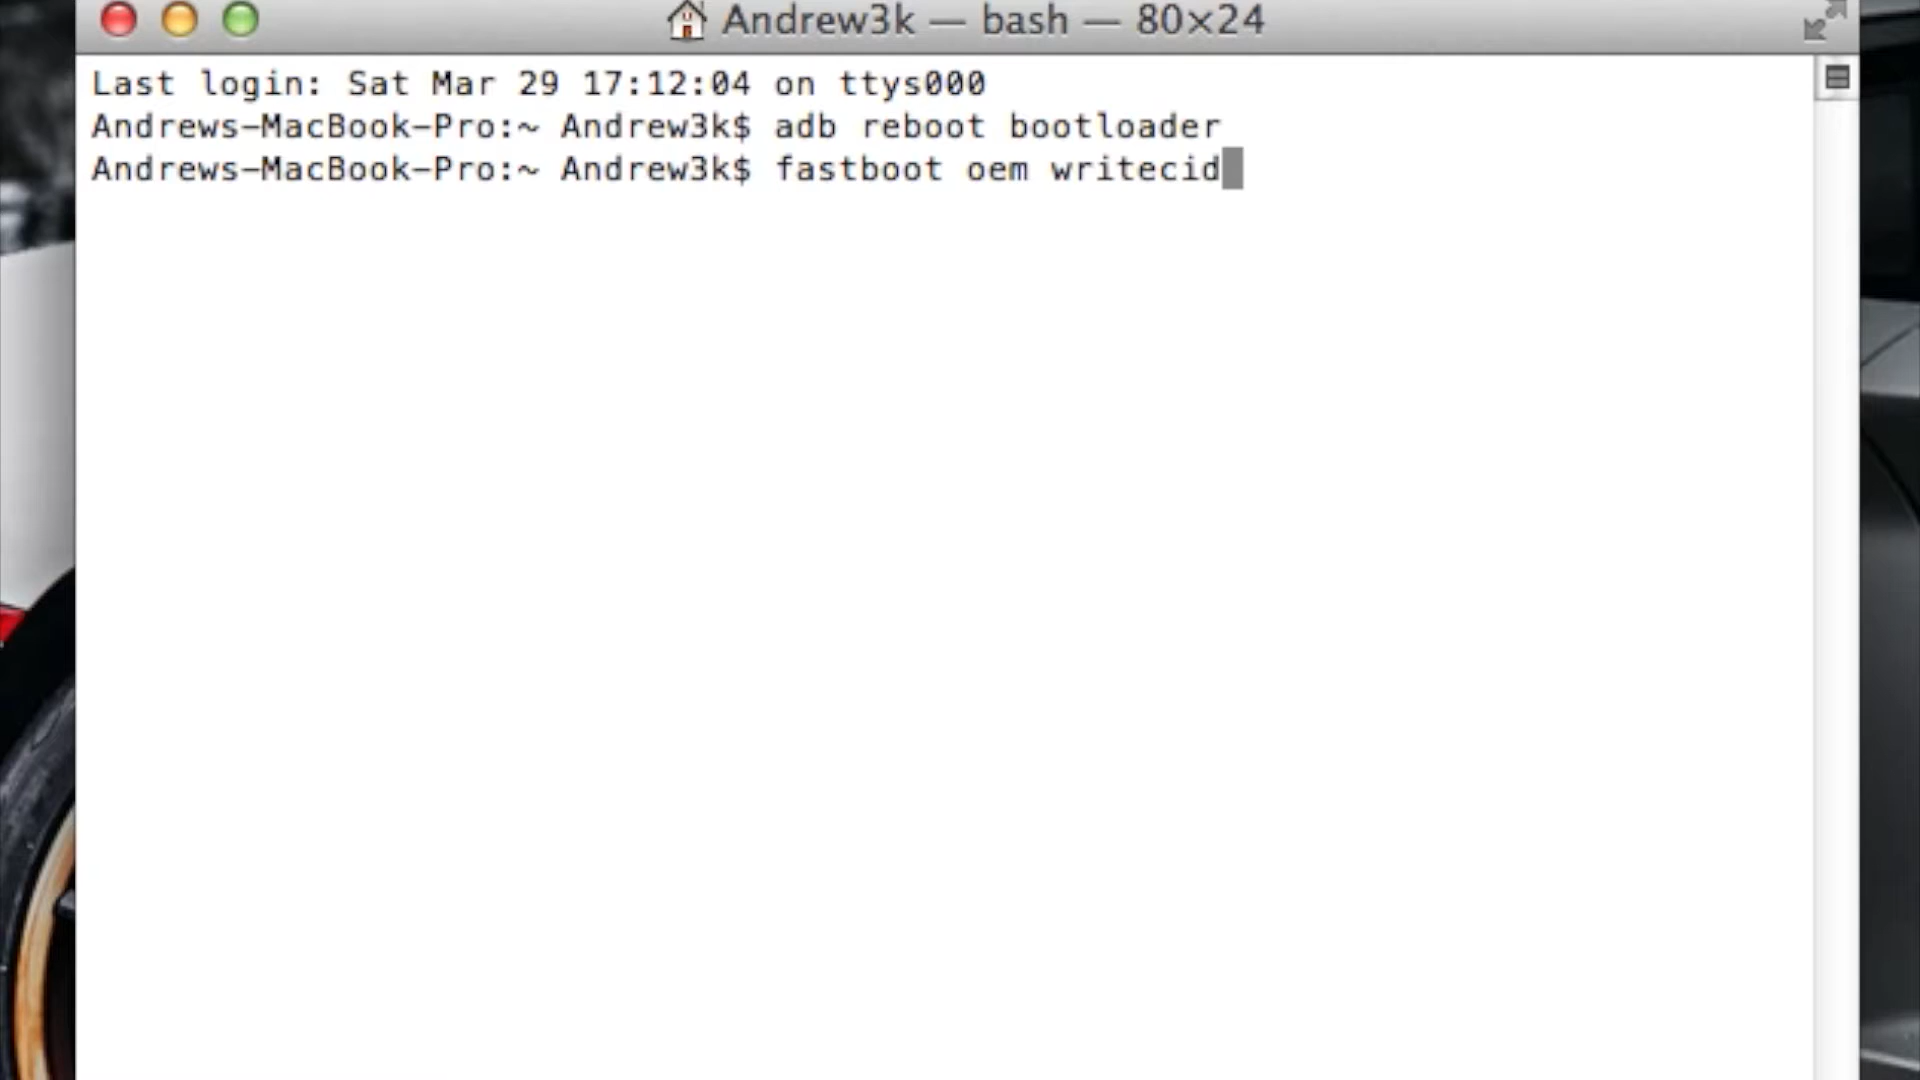 Andrew3k — bash — 80×24
Last login: Sat Mar 29 17:12:04 on ttys000
Andrews-MacBook-Pro:~ Andrew3k$ adb reboot bootloader
Andrews-MacBook-Pro:~ Andrew3k$ fastboot oem writecid